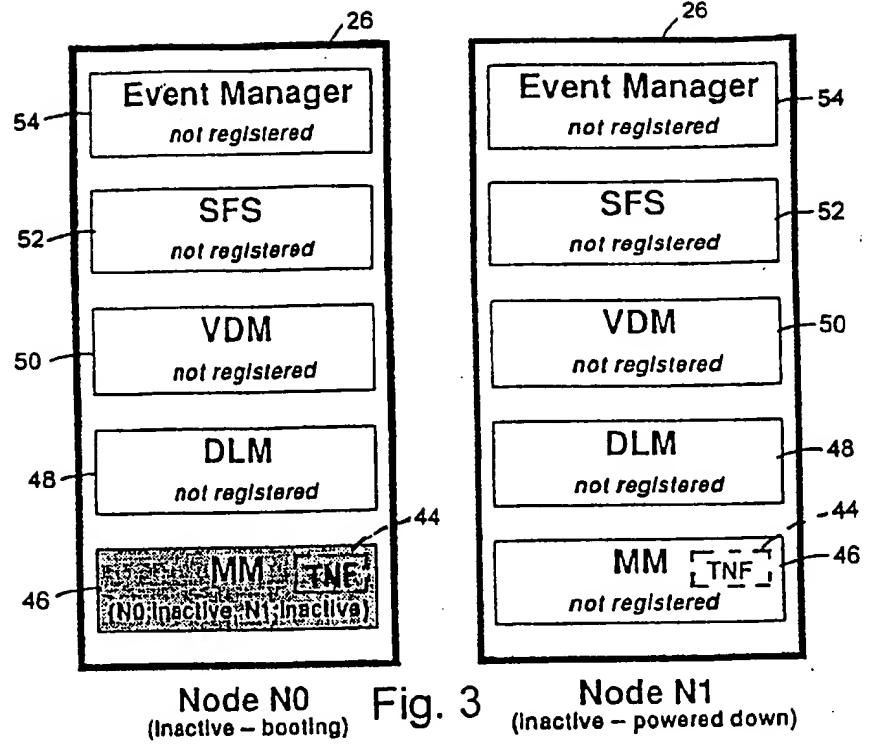 26
26
Event Manager
not registered
54
Event Manager
not registered
54
SFS
not registered
52
SFS
not registered
52
VDM
not registered
50
VDM
not registered
50
DLM
not registered
48
DLM
not registered
48
44
MM
TNF
(N0;Inactive, N1;Inactive)
46
44
MM
TNF
not registered
46
Node N0
(Inactive – booting)
Fig. 3
Node N1
(Inactive – powered down)